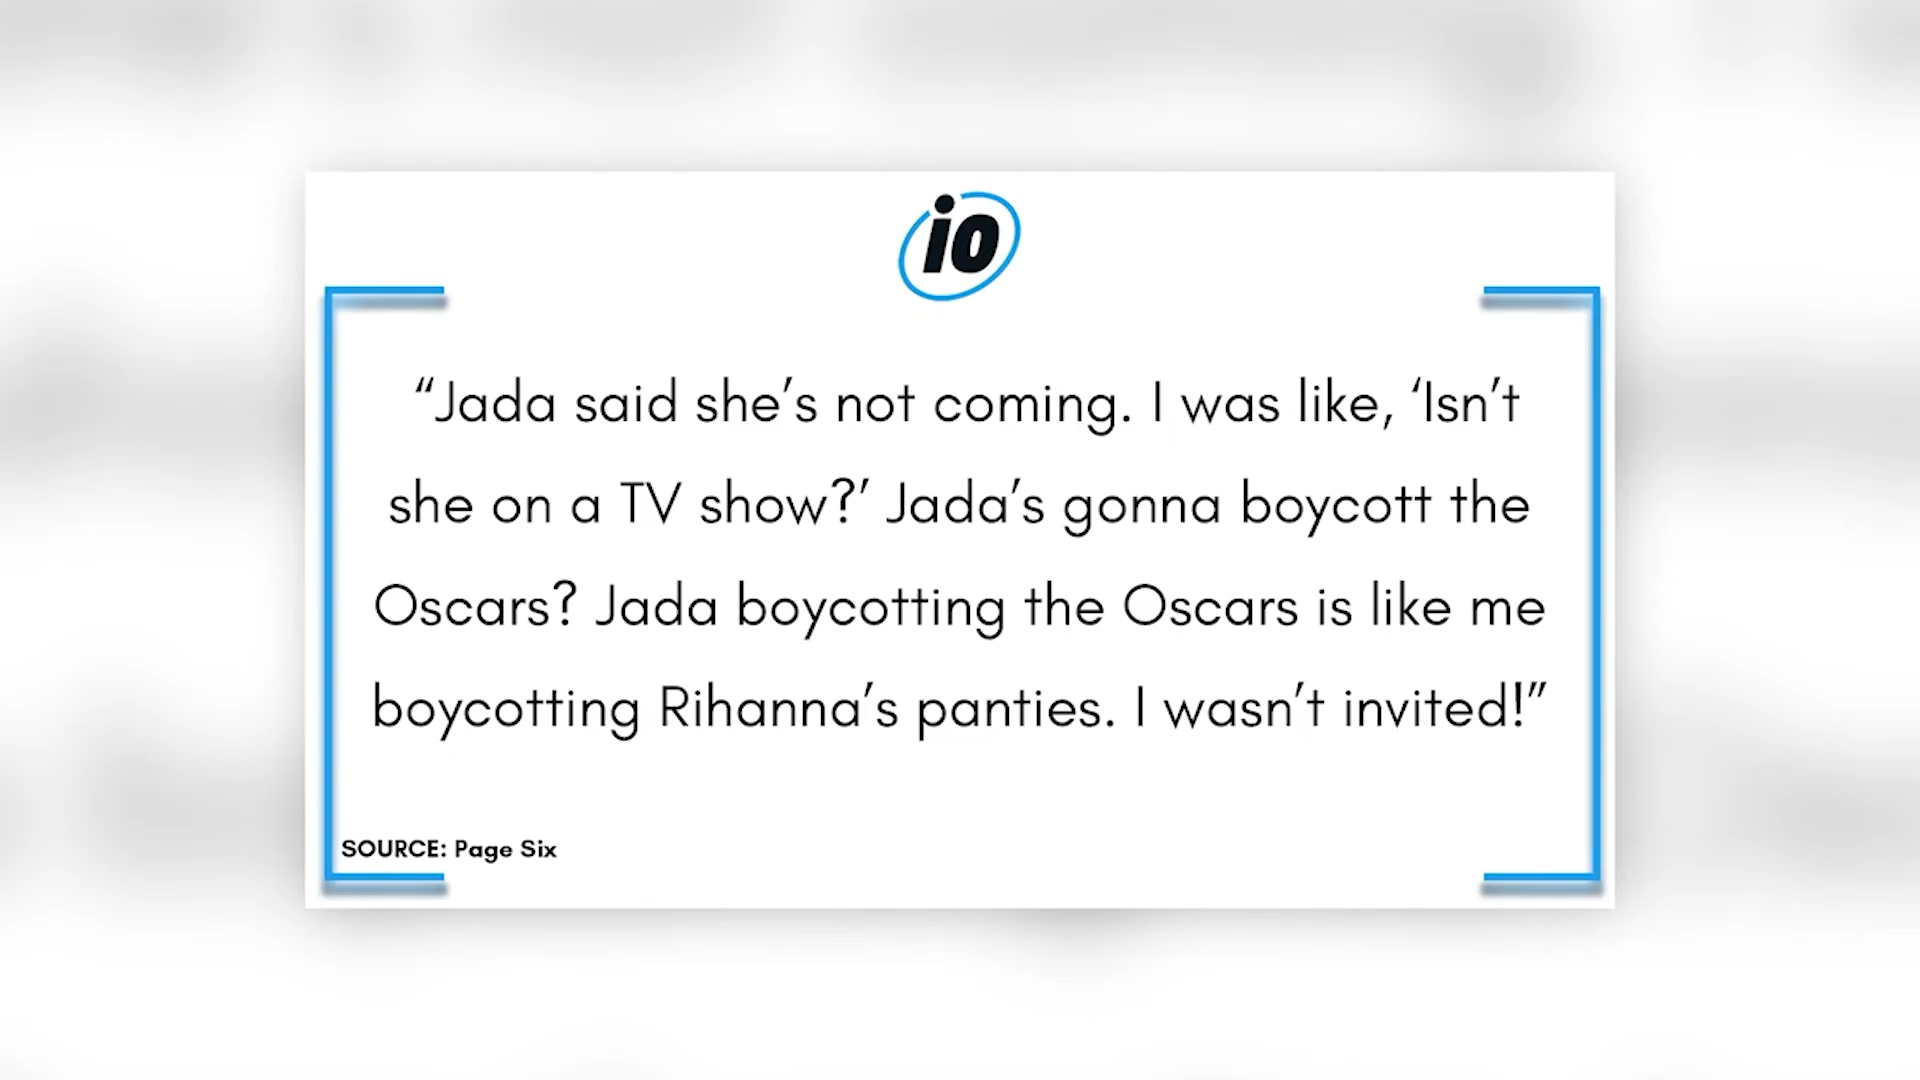 io
“Jada said she’s not coming. I was like, ‘Isn’t
she on a TV show?’ Jada’s gonna boycott the
Oscars? Jada boycotting the Oscars is like me
boycotting Rihanna’s panties. I wasn’t invited!”
SOURCE: Page Six